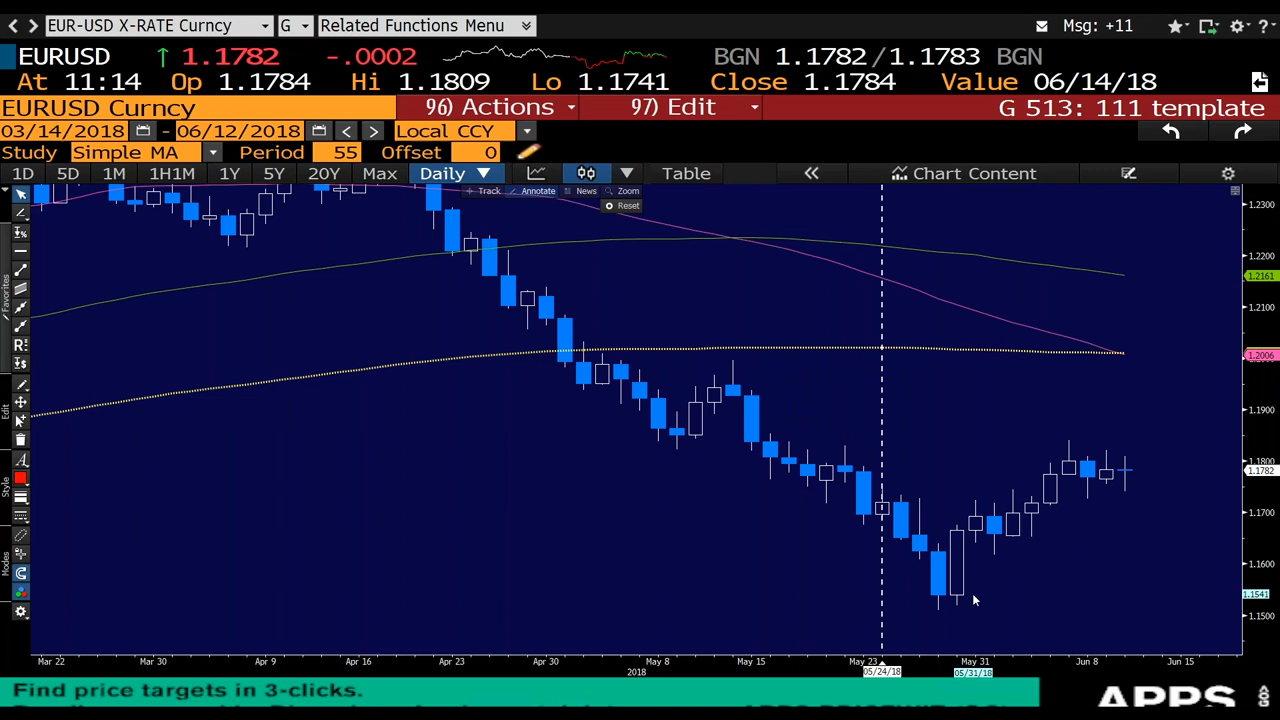 EUR-USD X-RATE Curncy G Related Functions Menu Msg: +11
EURUSD ↑ 1.1782 -.0002 BGN 1.1782/1.1783 BGN
At 11:14 Op 1.1784 Hi 1.1809 Lo 1.1741 Close 1.1784 Value 06/14/18
EURUSD Curncy 96) Actions 97) Edit G 513: 111 template
03/14/2018 - 06/12/2018 Local CCY
Study Simple MA Period 55 Offset 0
1D 5D 1M 1H1M 1Y 5Y 20Y Max Daily ▼ Table Chart Content
Track Annotate News Zoom
Reset
1.2300
1.2200
1.2161
1.2100
1.2006
1.1900
1.1800
1.1782
1.1700
1.1600
1.1541
1.1500
Favorites
Edit
Style
Modes
Mar 22 Mar 30 Apr 9 Apr 16 Apr 23 Apr 30 May 8 May 15 May 23 May 31 Jun 8 Jun 15
2018 05/24/18 05/31/18
Find price targets in 3-clicks.
APPS